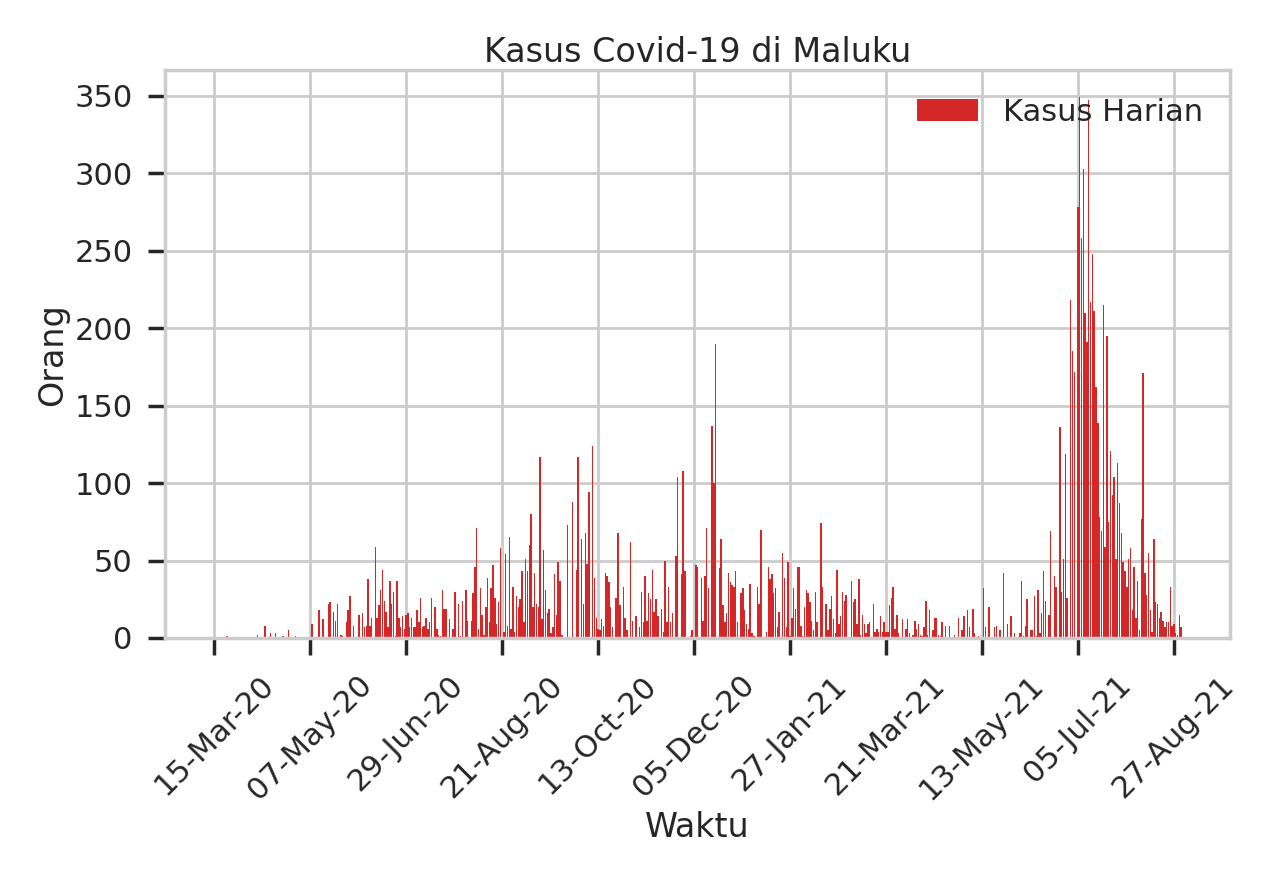 Kasus Covid-19 di Maluku
Kasus Harian
Orang
350
300
250
200
150
100
50
0
15-Mar-20
07-May-20
29-Jun-20
21-Aug-20
13-Oct-20
05-Dec-20
27-Jan-21
21-Mar-21
13-May-21
05-Jul-21
27-Aug-21
Waktu